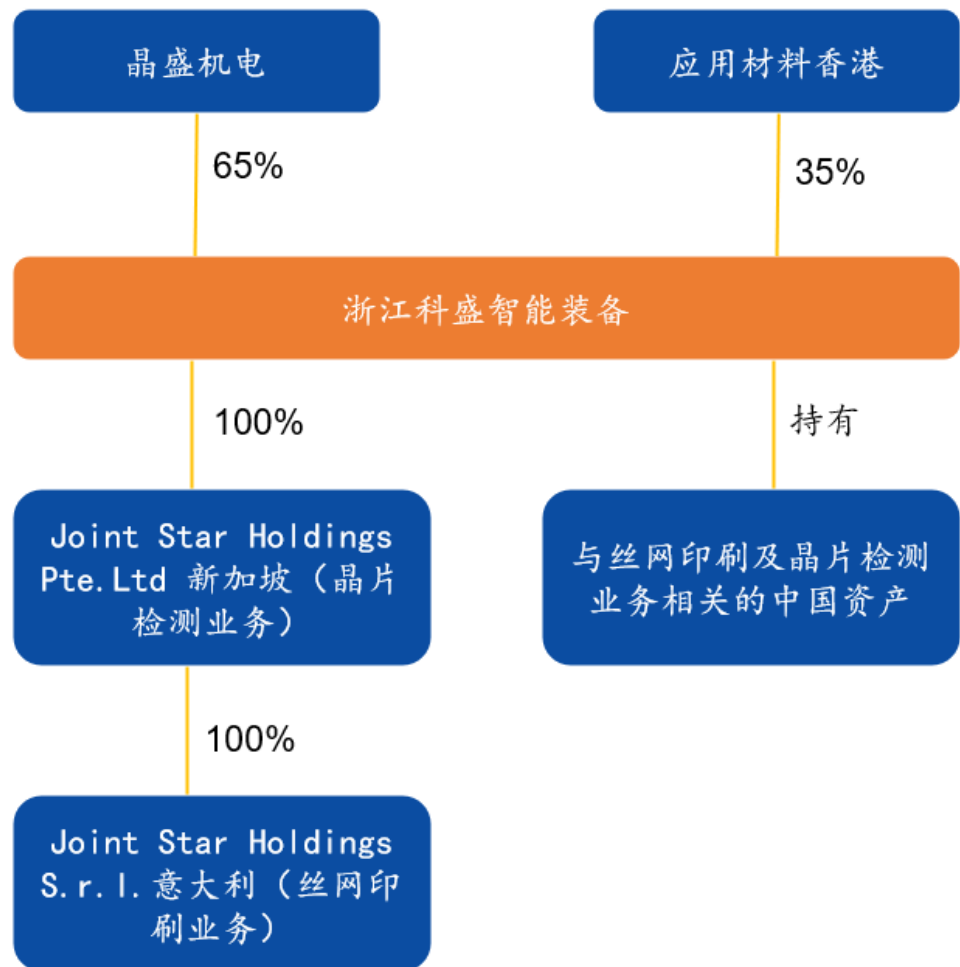 晶盛机电
应用材料香港
65%
35%
浙江科盛智能装备
100%
持有
Joint Star Holdings
Pte.Ltd 新加坡（晶片
检测业务）
与丝网印刷及晶片检测
业务相关的中国资产
100%
Joint Star Holdings
S.r.l.意大利（丝网印
刷业务）